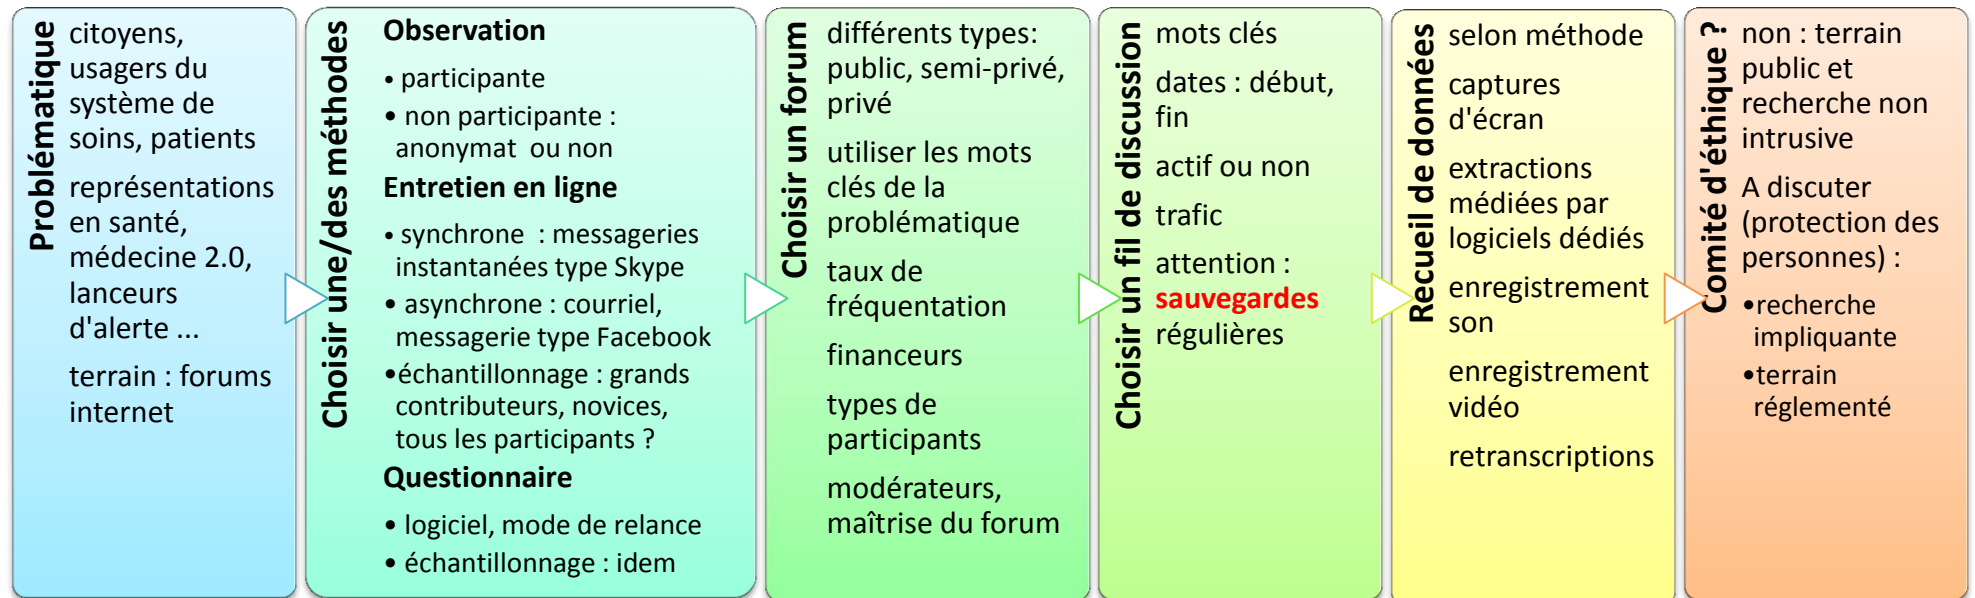 Problématique
citoyens,
usagers du
système de
soins, patients
représentations
en santé,
médecine 2.0,
lanceurs
d'alerte ...
terrain : forums
internet
Choisir une/des méthodes
Observation
• participante
• non participante :
anonymat ou non
Entretien en ligne
• synchrone : messageries
instantanées type Skype
• asynchrone : courriel,
messagerie type Facebook
•échantillonnage : grands
contributeurs, novices,
tous les participants ?
Questionnaire
• logiciel, mode de relance
• échantillonnage : idem
Choisir un forum
différents types:
public, semi-privé,
privé
utiliser les mots
clés de la
problématique
taux de
fréquentation
financeurs
types de
participants
modérateurs,
maîtrise du forum
Choisir un fil de discussion
mots clés
dates : début,
fin
actif ou non
trafic
attention :
sauvegardes
régulières
Recueil de données
selon méthode
captures
d'écran
extractions
médiées par
logiciels dédiés
enregistrement
son
enregistrement
vidéo
retranscriptions
Comité d'éthique ?
non : terrain
public et
recherche non
intrusive
A discuter
(protection des
personnes) :
•recherche
impliquante
•terrain
réglementé